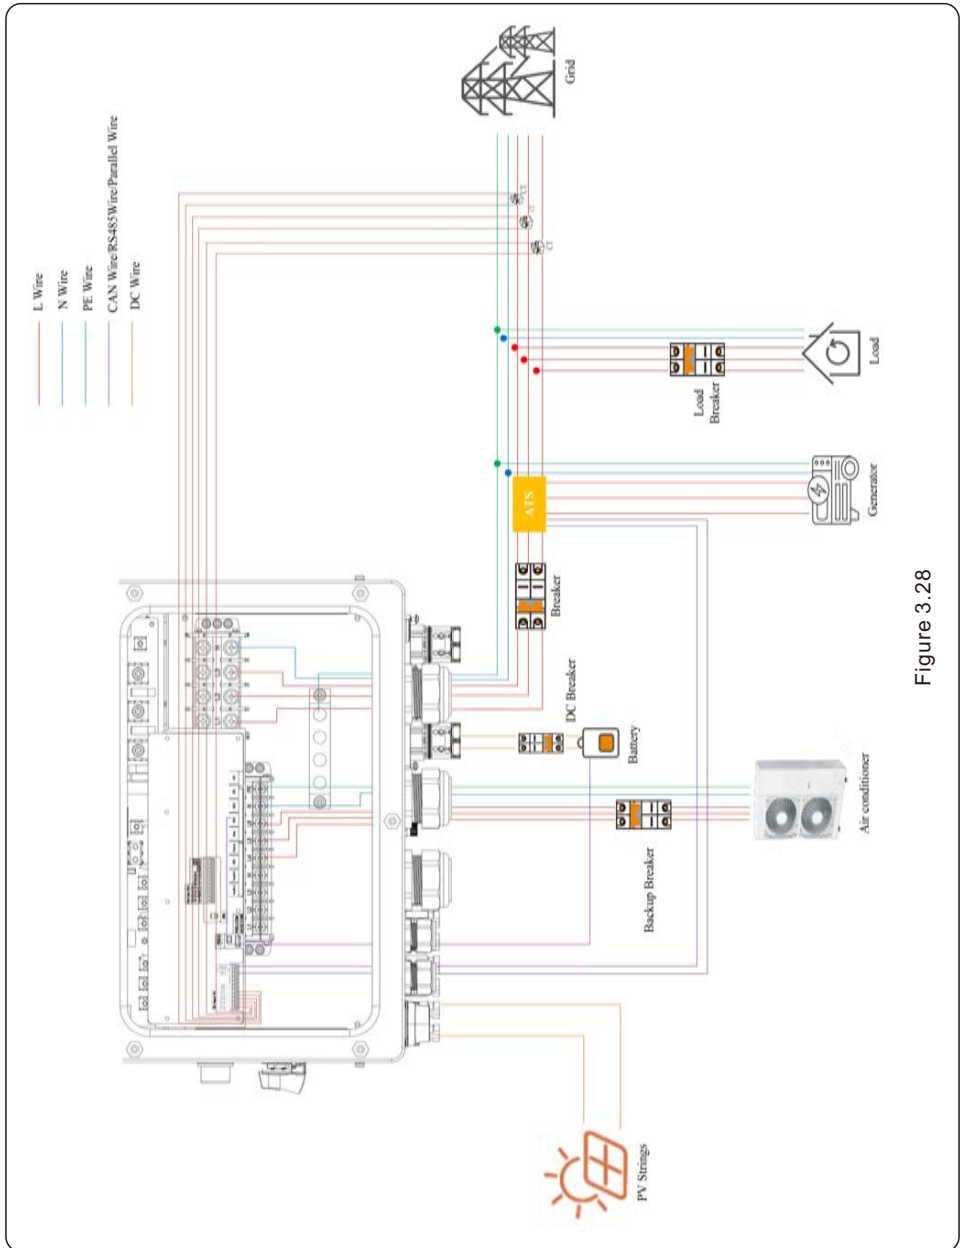 L Wire
N Wire
PE Wire
CAN Wire/RS485Wire/Parallel Wire
DC Wire
Grid
CT
CT
Load
Breaker
Load
ATS
Generator
Breaker
DC Breaker
Battery
Backup Breaker
Air conditioner
PV Strings
Figure 3.28